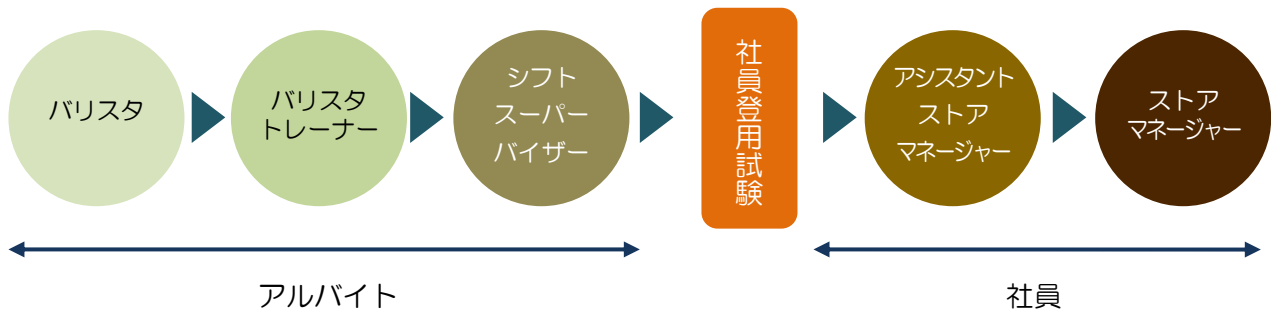 バリスタ
バリスタ
トレーナー
シフト
スーパー
バイザー
社員登用試験
アシスタント
ストア
マネージャー
ストア
マネージャー
アルバイト
社員